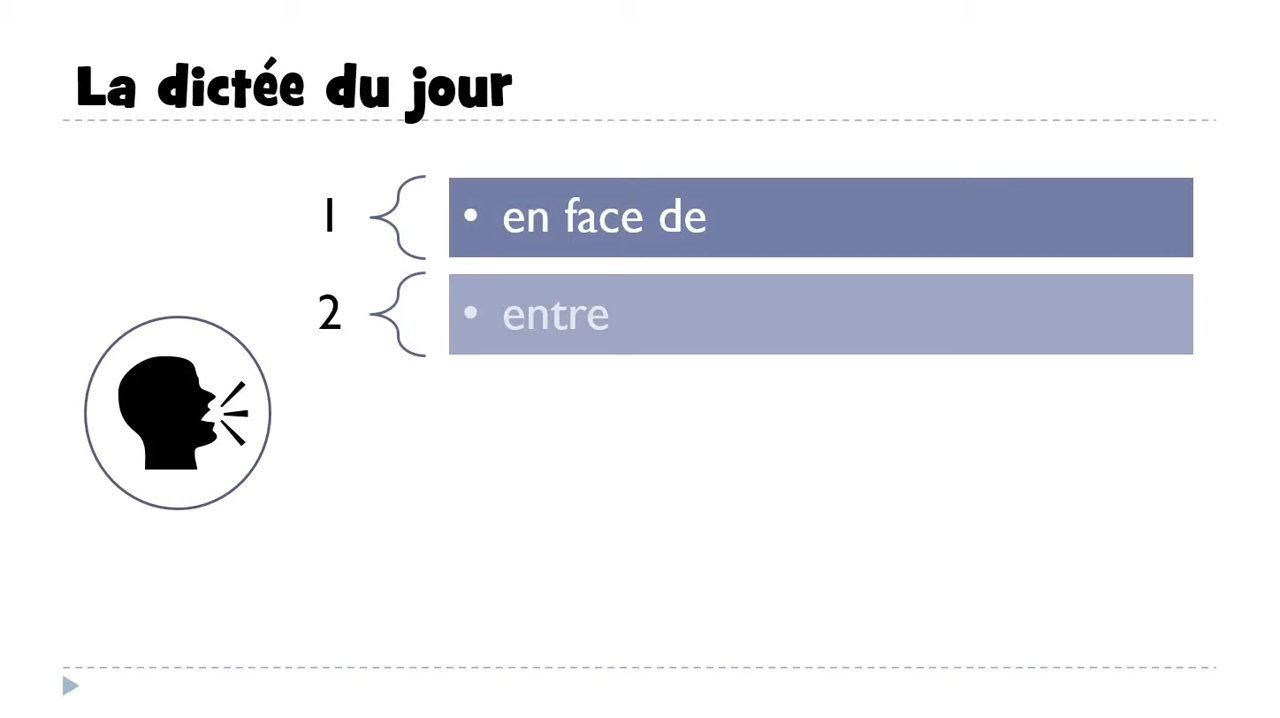 La dictée du jour
1
• en face de
2
• entre